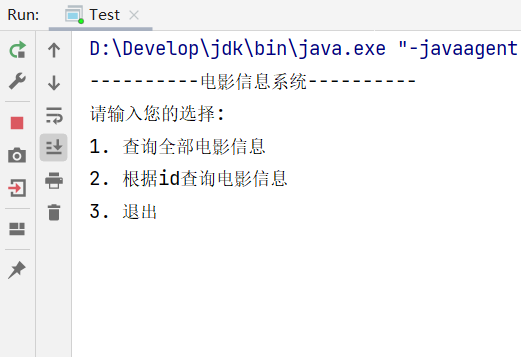 Run: Test
D:\Develop\jdk\bin\java.exe "-javaagent
----------电影信息系统----------
请输入您的选择:
1. 查询全部电影信息
2. 根据id查询电影信息
3. 退出